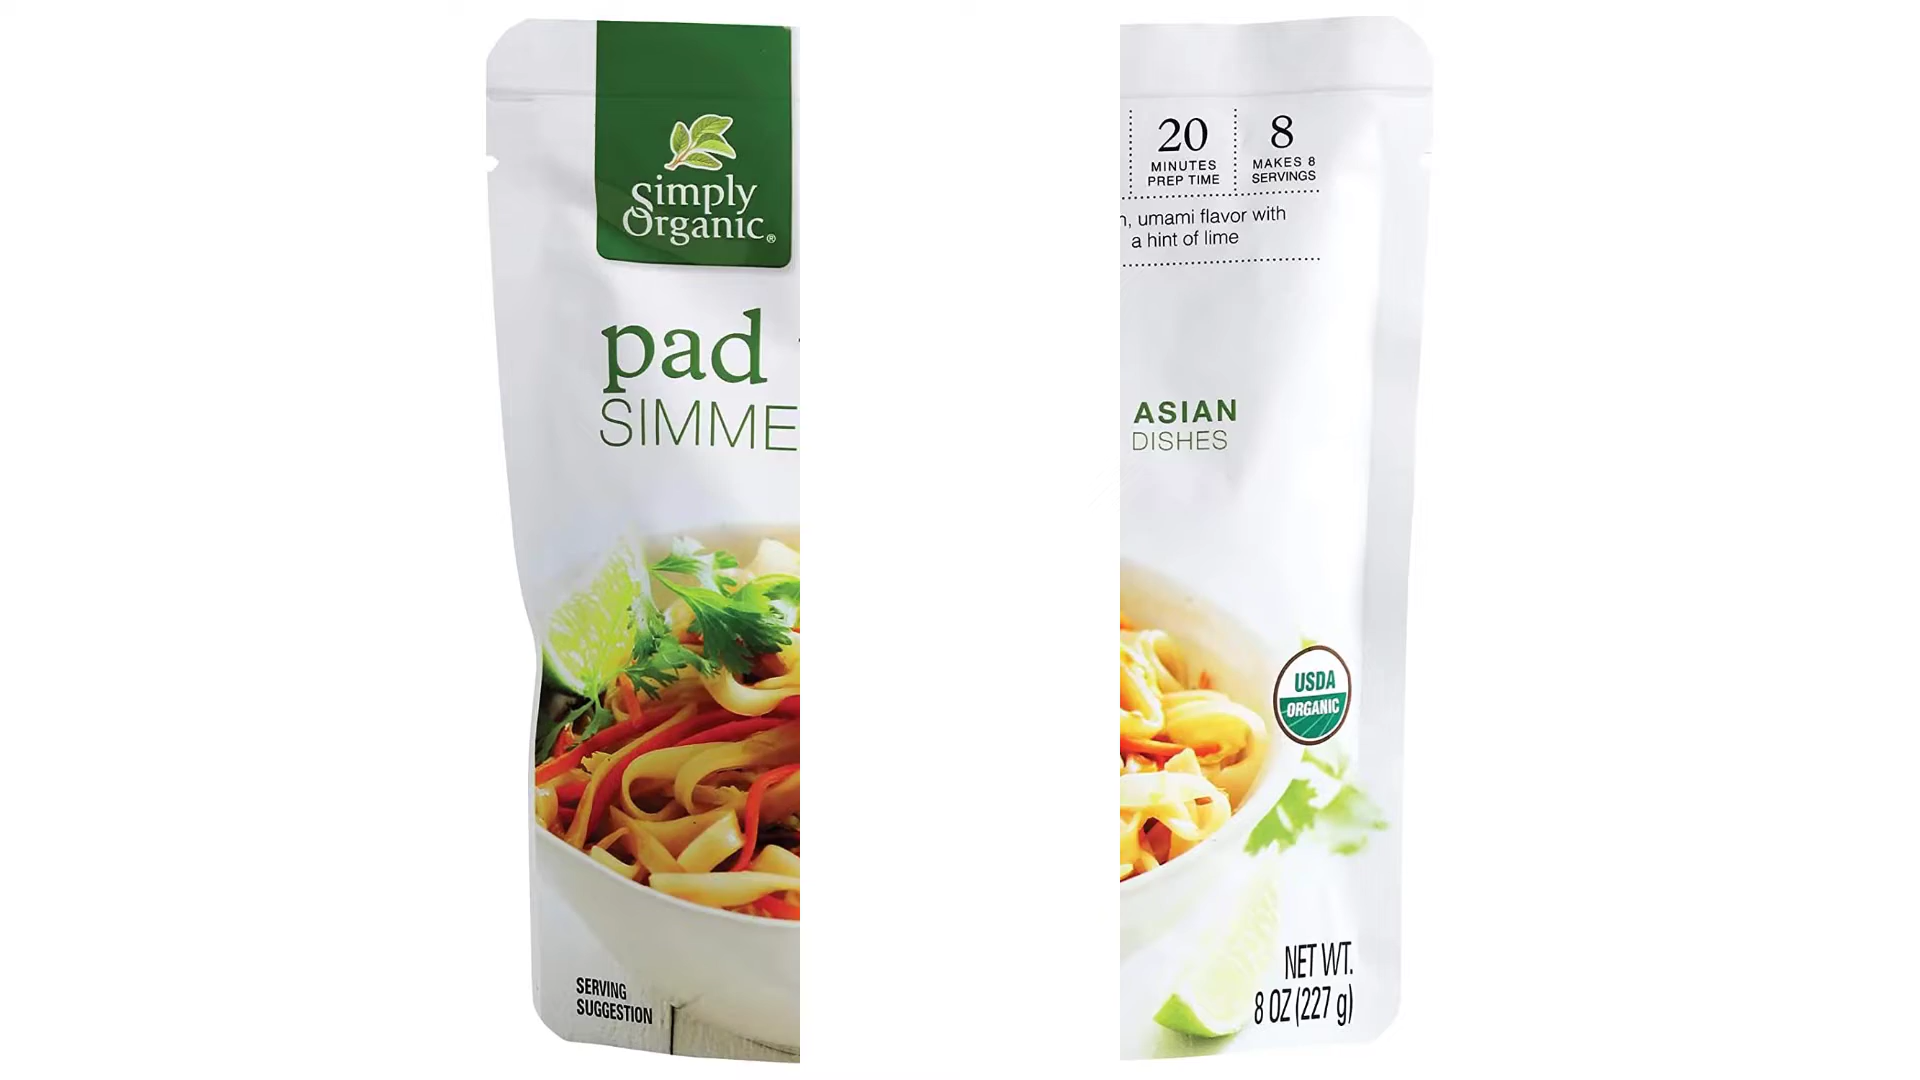 Simply
Organic®
pad
SIMME
20
MINUTES
PREP TIME
8
MAKES 8
SERVINGS
umami flavor with
a hint of lime
ASIAN
DISHES
USDA
ORGANIC
SERVING
SUGGESTION
NET WT.
8 OZ (227 g)